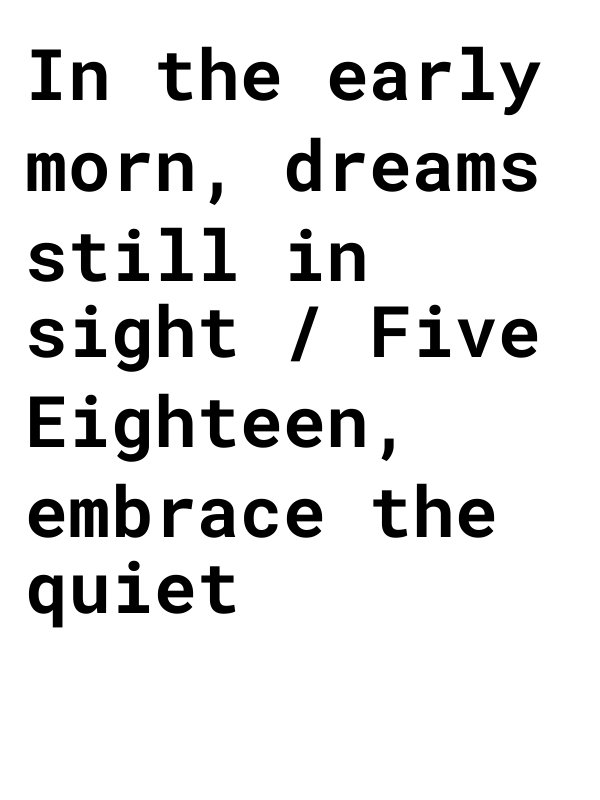 In the early
morn, dreams
still in
sight / Five
Eighteen,
embrace the
quiet